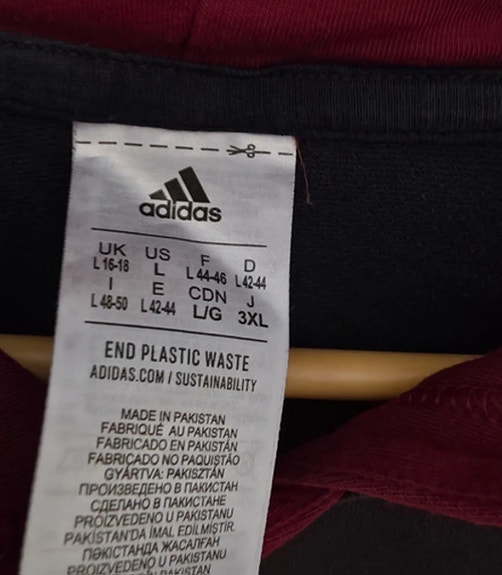 adidas
UK US F D
L 16-18 L L 44-46 L 42-44
I E CDN J
L 48-50 L 42-44 L/G 3XL
END PLASTIC WASTE
ADIDAS.COM / SUSTAINABILITY
MADE IN PAKISTAN
FABRIQUÉ AU PAKISTAN
FABRICADO EN PAKISTÁN
FABRICADO NO PAQUISTÃO
GYÁRTVA: PAKISZTÁN
ПРОИЗВЕДЕНО В ПАКИСТАН
СДЕЛАНО В ПАКИСТАНЕ
PROIZVEDENO U PAKISTANU
PAKİSTAN'DA İMAL EDİLMİŞTİR.
ПӘКІСТАНДА ЖАСАЛҒАН
PROIZVEDENO U PAKISTANU